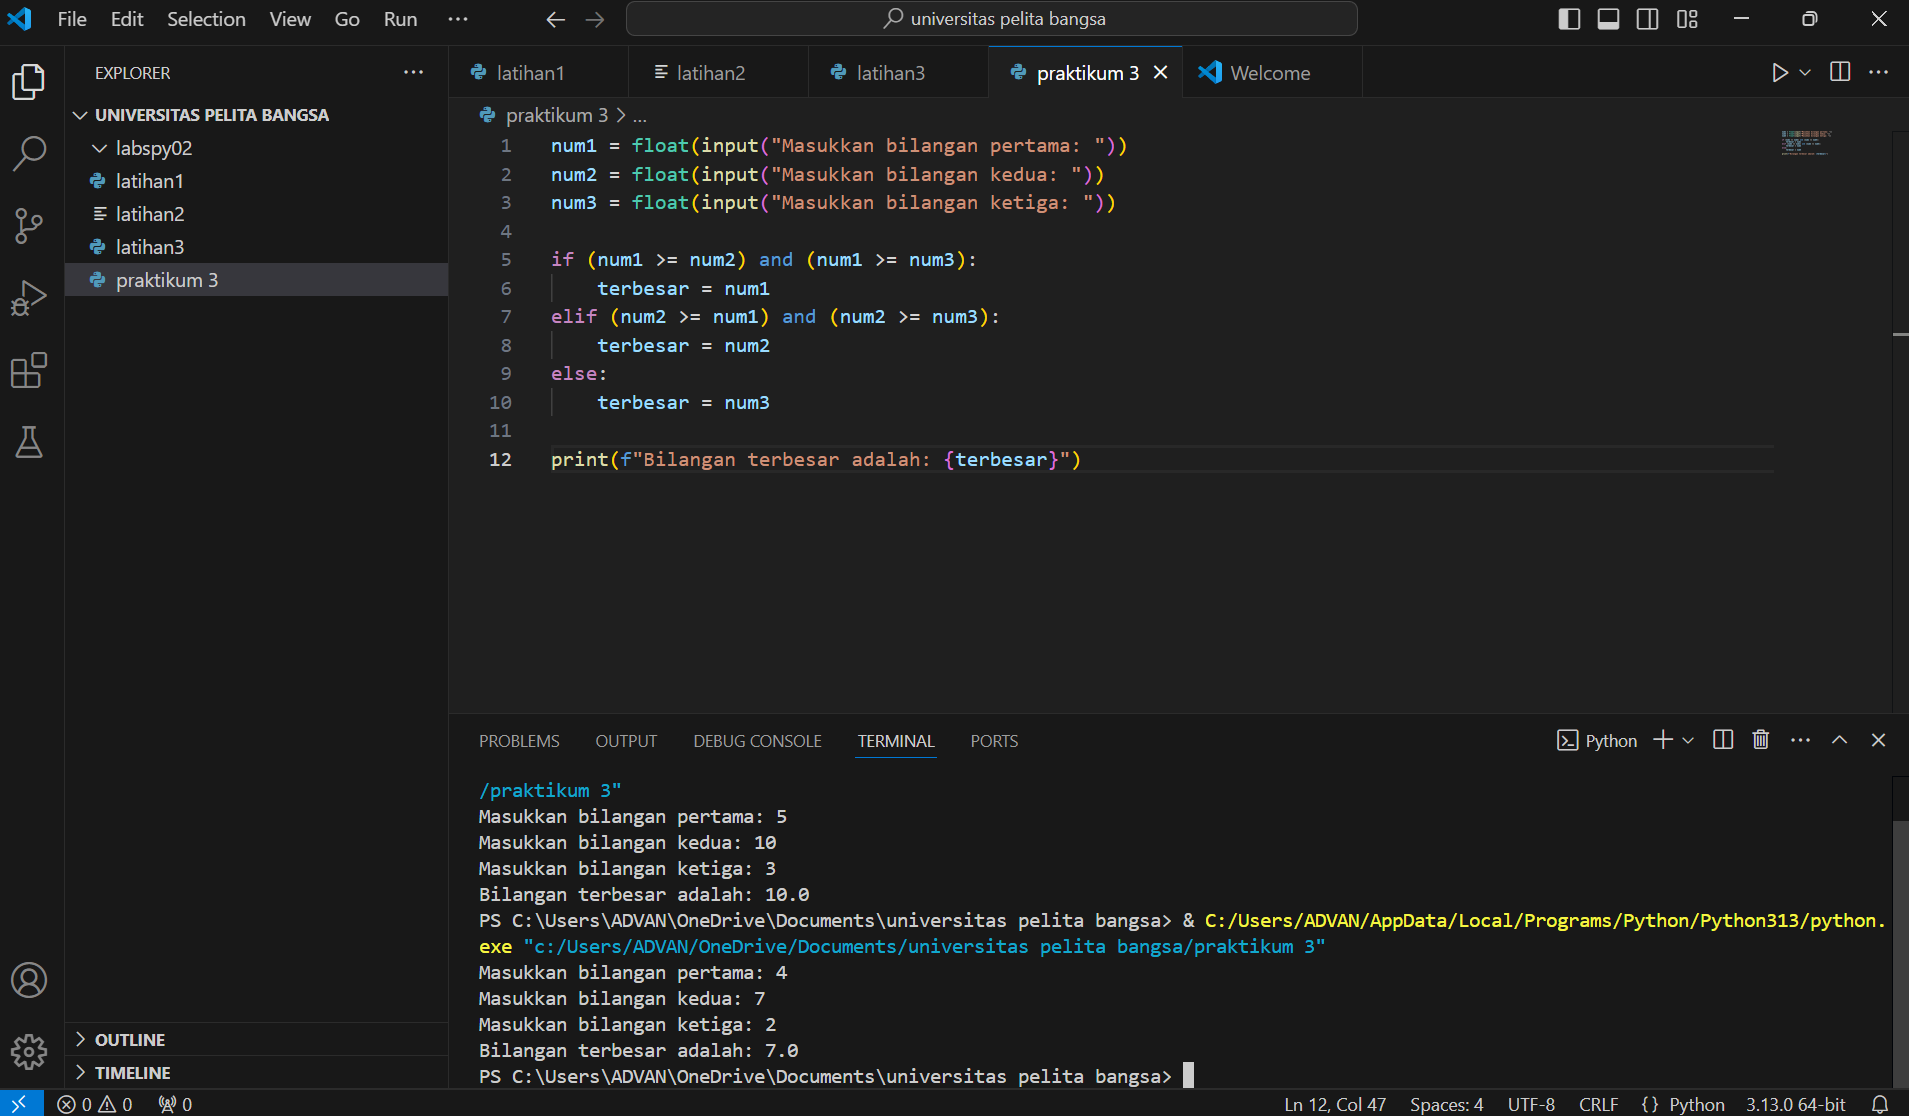 File Edit Selection View Go Run ... universitas pelita bangsa
EXPLORER ...
latihan1 latihan2 latihan3 praktikum 3 Welcome
UNIVERSITAS PELITA BANGSA
labspy02
latihan1
latihan2
latihan3
praktikum 3
praktikum 3 > ...
1 num1 = float(input("Masukkan bilangan pertama: "))
2 num2 = float(input("Masukkan bilangan kedua: "))
3 num3 = float(input("Masukkan bilangan ketiga: "))
4
5 if (num1 >= num2) and (num1 >= num3):
6     terbesar = num1
7 elif (num2 >= num1) and (num2 >= num3):
8     terbesar = num2
9 else:
10     terbesar = num3
11
12 print(f"Bilangan terbesar adalah: {terbesar}")
PROBLEMS OUTPUT DEBUG CONSOLE TERMINAL PORTS Python
/praktikum 3"
Masukkan bilangan pertama: 5
Masukkan bilangan kedua: 10
Masukkan bilangan ketiga: 3
Bilangan terbesar adalah: 10.0
PS C:\Users\ADVAN\OneDrive\Documents\universitas pelita bangsa> & C:/Users/ADVAN/AppData/Local/Programs/Python/Python313/python.
exe "c:/Users/ADVAN/OneDrive/Documents/universitas pelita bangsa/praktikum 3"
Masukkan bilangan pertama: 4
Masukkan bilangan kedua: 7
Masukkan bilangan ketiga: 2
Bilangan terbesar adalah: 7.0
PS C:\Users\ADVAN\OneDrive\Documents\universitas pelita bangsa>
OUTLINE
TIMELINE
0 0 0 Ln 12, Col 47 Spaces: 4 UTF-8 CRLF {} Python 3.13.0 64-bit